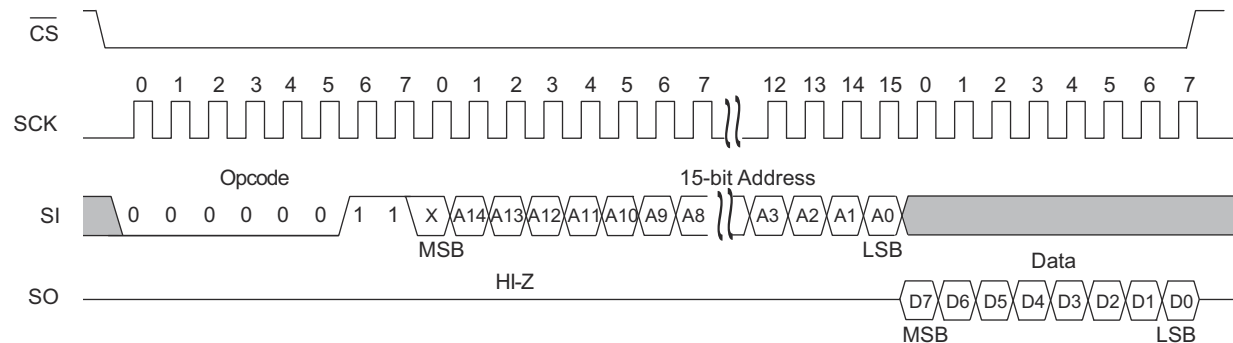 CS
0 1 2 3 4 5 6 7 0 1 2 3 4 5 6 7 12 13 14 15 0 1 2 3 4 5 6 7
SCK
Opcode 15-bit Address
SI 0 0 0 0 0 0 1 1 X A14 A13 A12 A11 A10 A9 A8 A3 A2 A1 A0
MSB LSB
HI-Z Data
SO D7 D6 D5 D4 D3 D2 D1 D0
MSB LSB